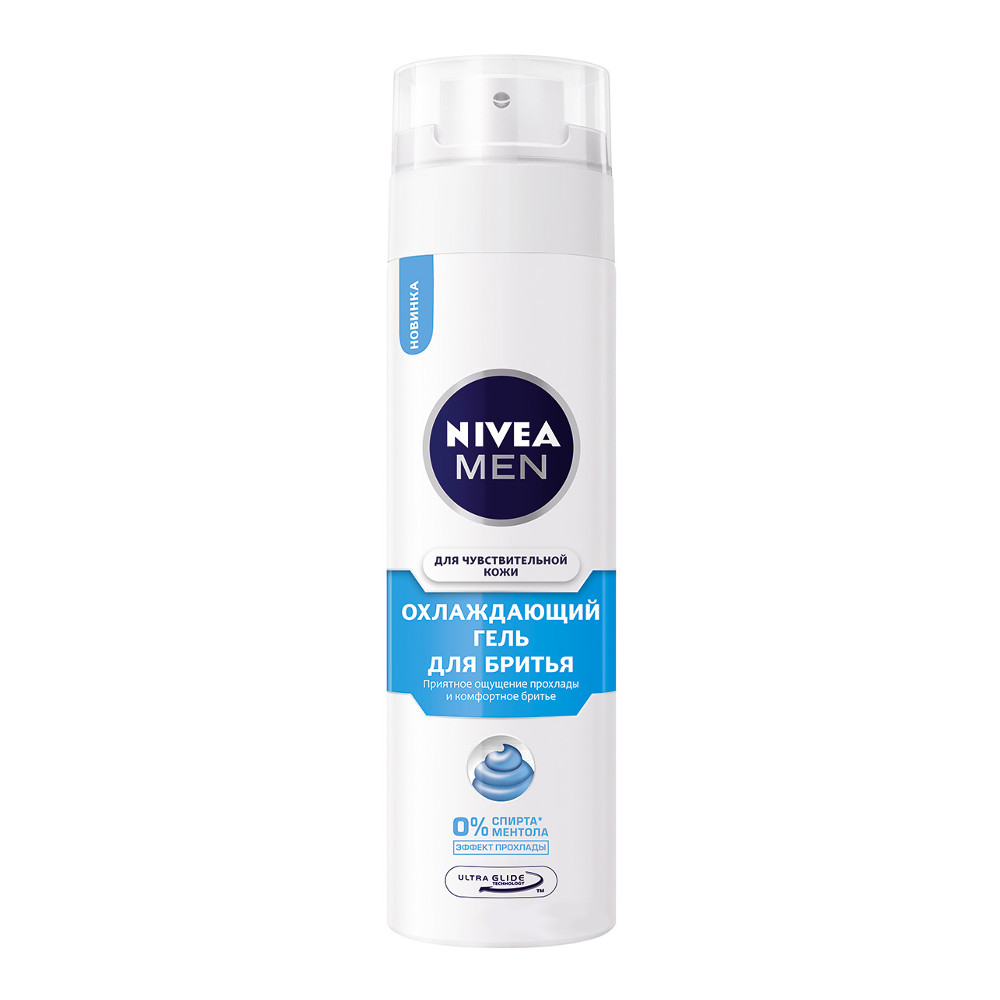 НОВИНКА
NIVEA
MEN
ДЛЯ ЧУВСТВИТЕЛЬНОЙ
КОЖИ
ОХЛАЖДАЮЩИЙ
ГЕЛЬ
ДЛЯ БРИТЬЯ
Приятное ощущение прохлады
и комфортное бритье
0% СПИРТА*
МЕНТОЛА
ЭФФЕКТ ПРОХЛАДЫ
ULTRA GLIDE
TECHNOLOGY
TM